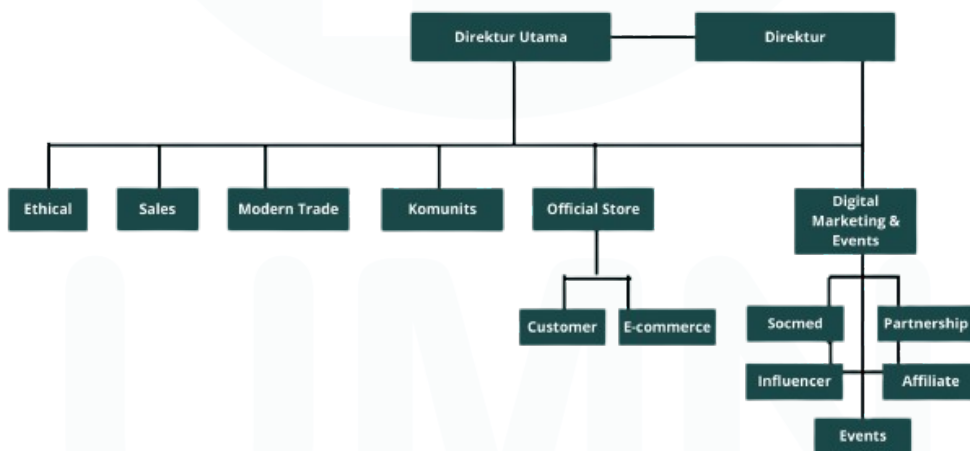 Direktur Utama
Direktur
Ethical
Sales
Modern Trade
Komunits
Official Store
Digital
Marketing &
Events
Customer
E-commerce
Socmed
Partnership
Influencer
Affiliate
Events
UMN